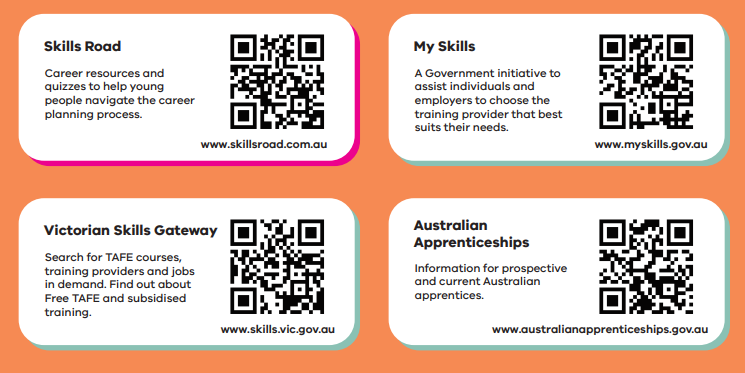 Skills Road
Career resources and
quizzes to help young
people navigate the career
planning process.
www.skillsroad.com.au
My Skills
A Government initiative to
assist individuals and
employers to choose the
training provider that best
suits their needs.
www.myskills.gov.au
Victorian Skills Gateway
Search for TAFE courses,
training providers and jobs
in demand. Find out about
Free TAFE and subsidised
training.
www.skills.vic.gov.au
Australian
Apprenticeships
Information for prospective
and current Australian
apprentices.
www.australianapprenticeships.gov.au